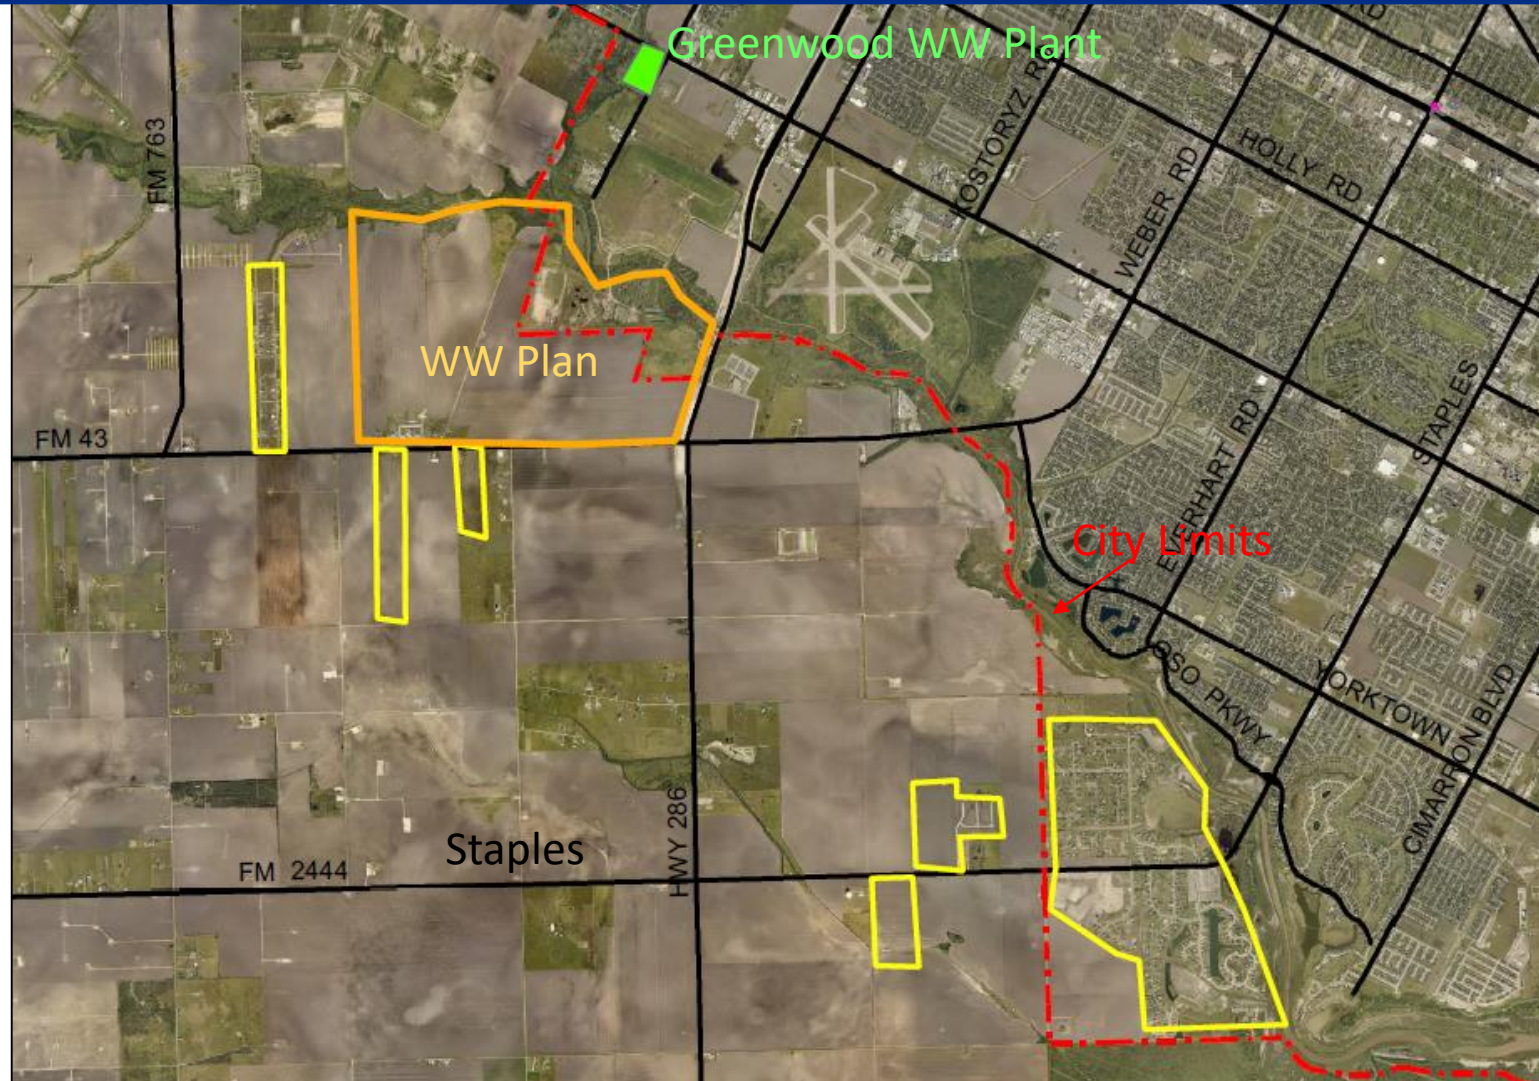 RD
Greenwood WW Plant
KOSTORYZ R
HOLLY RD
FM 763
WEBER RD
WW Plan
STAPLES
FM 43
EVERHART RD
City Limits
OSO PKWY
YORKTOWN
CIMARRON BLVD
HWY 286
Staples
FM 2444